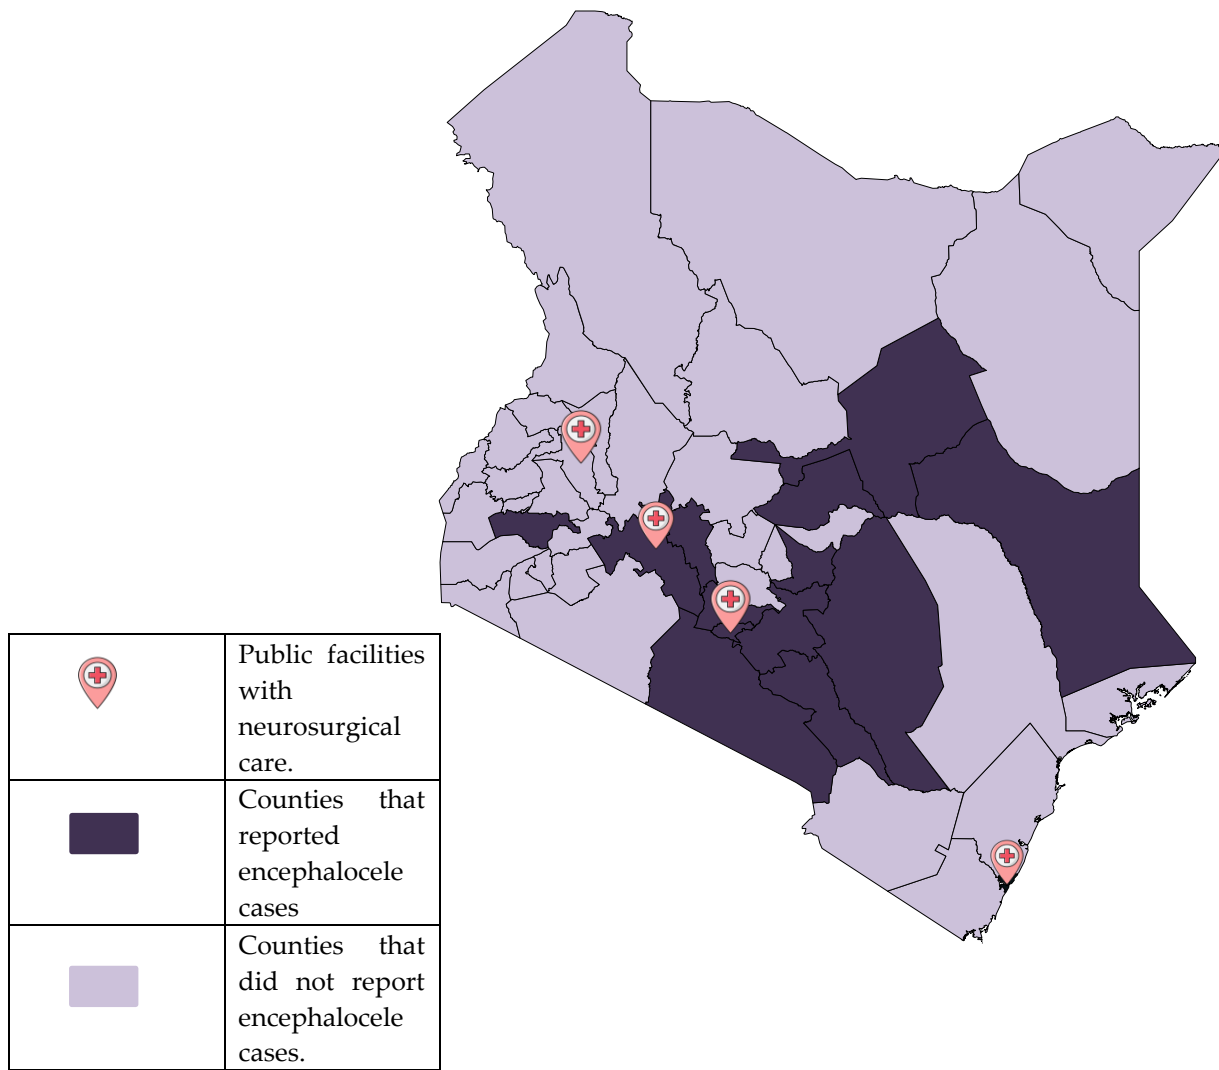 Public facilities
with
neurosurgical
care.
Counties that
reported
encephalocele
cases
Counties that
did not report
encephalocele
cases.